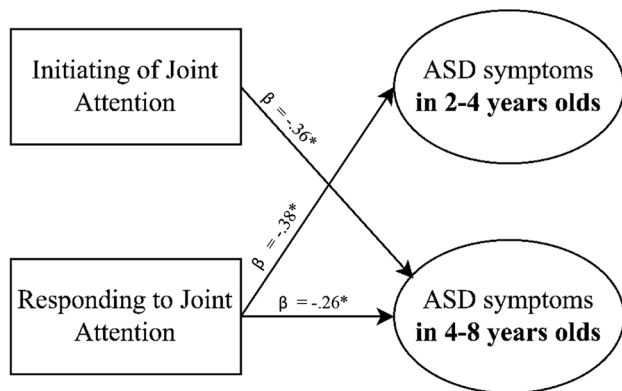 Initiating of Joint
Attention
ASD symptoms
in 2-4 years olds
β = -.36*
β = -.38*
Responding to Joint
Attention
β = -.26*
ASD symptoms
in 4-8 years olds